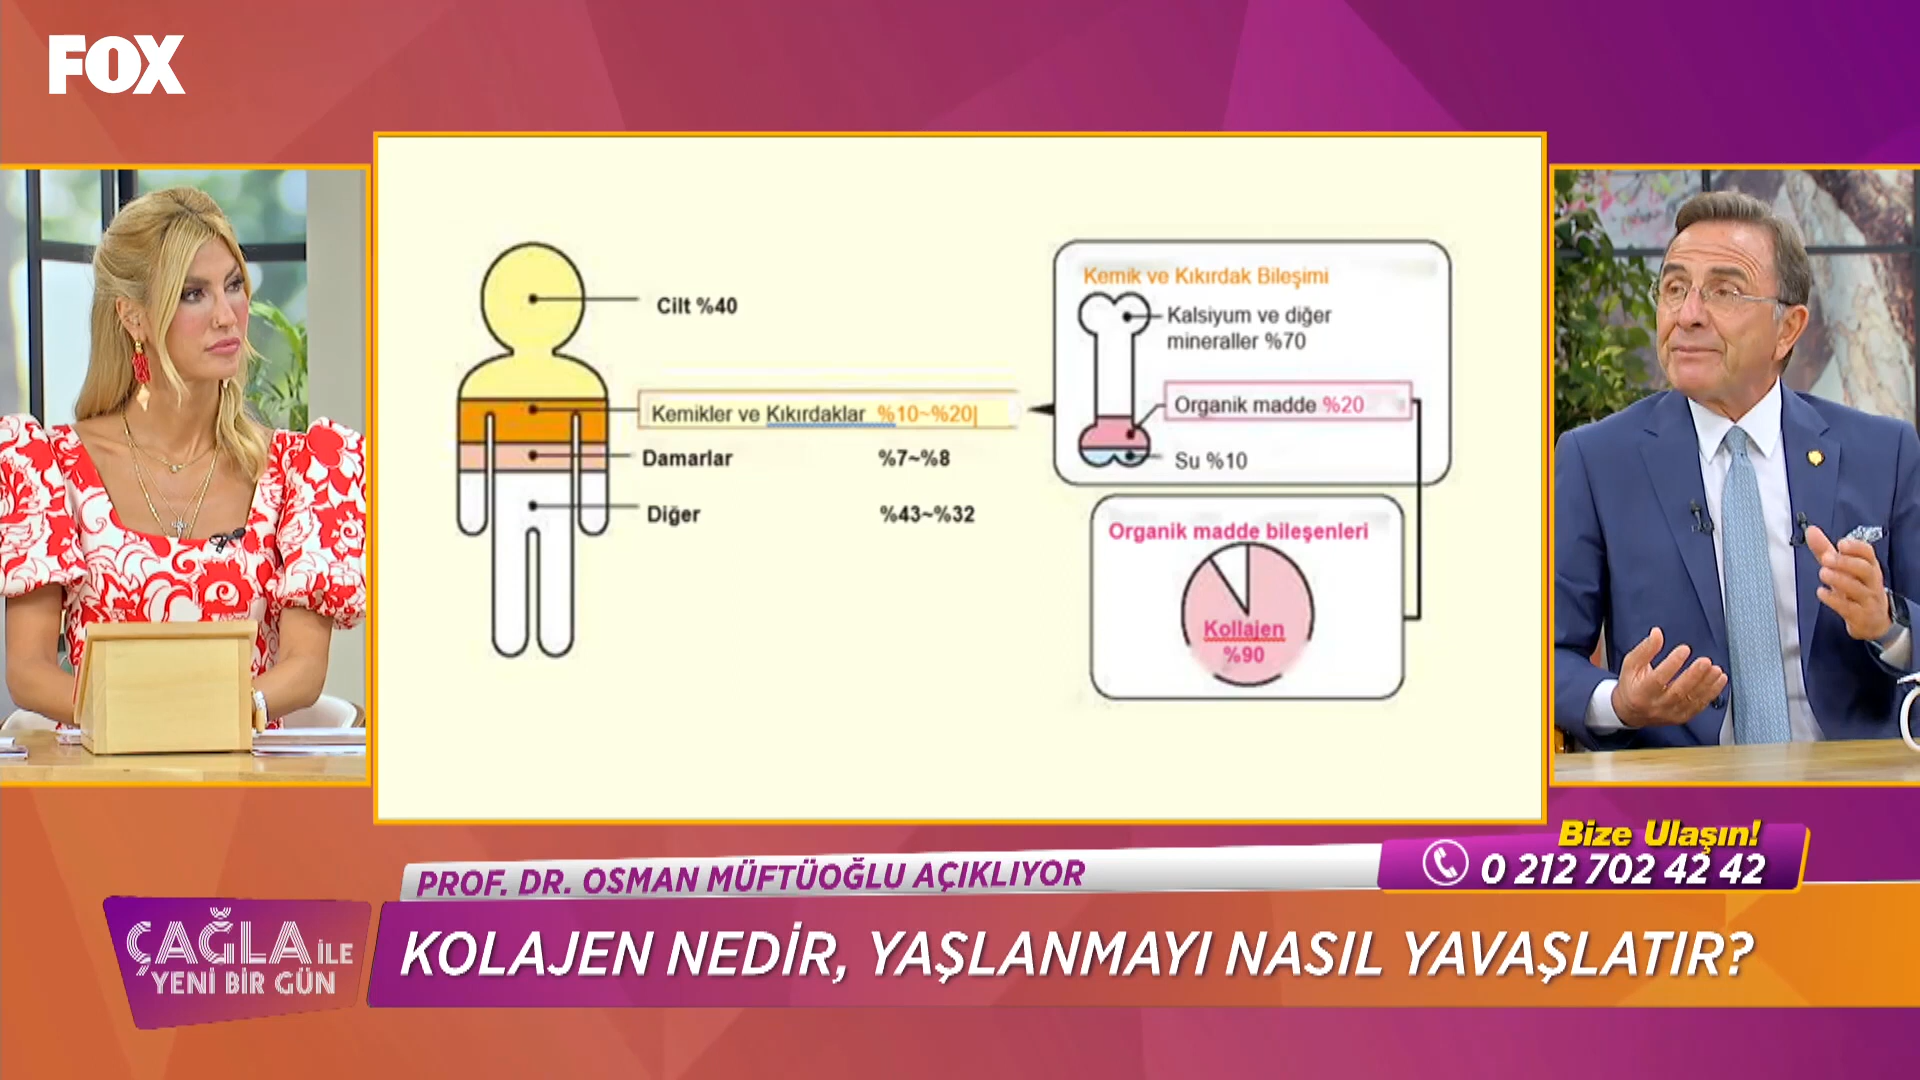 FOX
Cilt %40
Kemikler ve Kıkırdaklar %10~%20
Damarlar %7~%8
Diğer %43~%32
Kemik ve Kıkırdak Bileşimi
Kalsiyum ve diğer
mineraller %70
Organik madde %20
Su %10
Organik madde bileşenleri
Kollajen
%90
Bize Ulaşın!
0 212 702 42 42
PROF. DR. OSMAN MÜFTÜOĞLU AÇIKLIYOR
KOLAJEN NEDİR, YAŞLANMAYI NASIL YAVAŞLATIR?
ÇAĞLA İLE
YENİ BİR GÜN